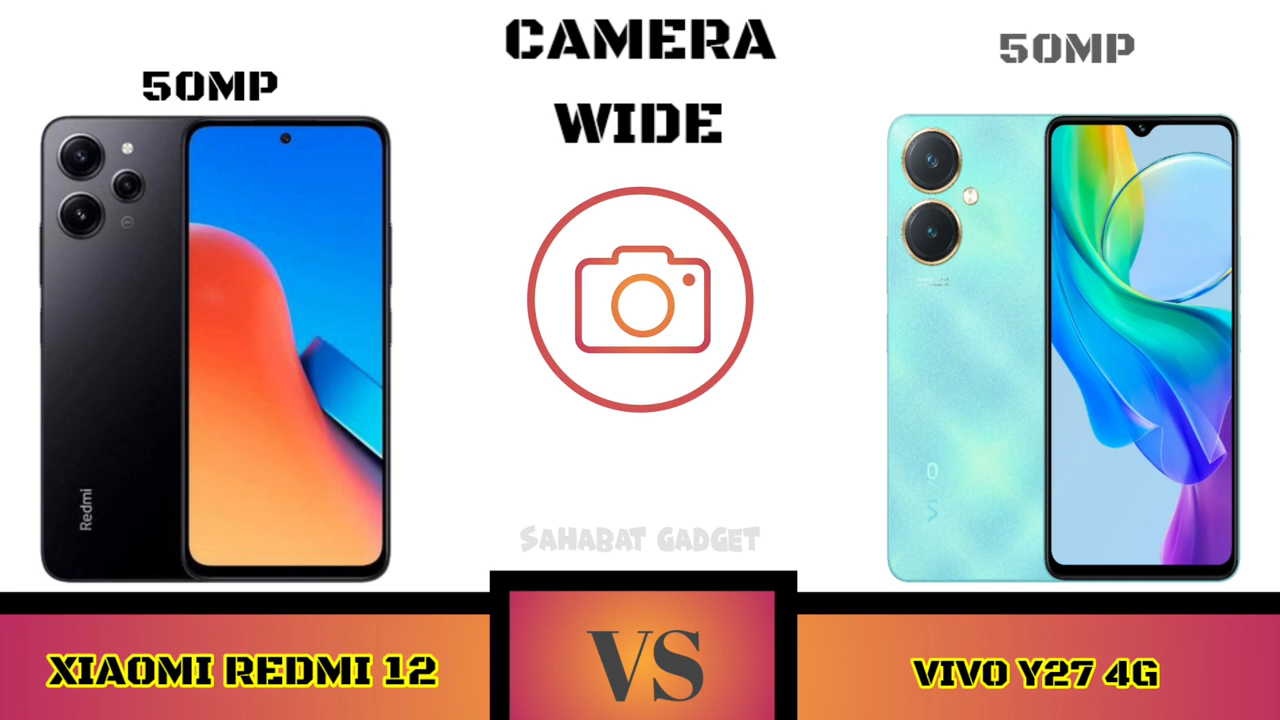 CAMERA
WIDE
50MP
50MP
Redmi
vivo
SAHABAT GADGET
XIAOMI REDMI 12
VS
VIVO Y27 4G